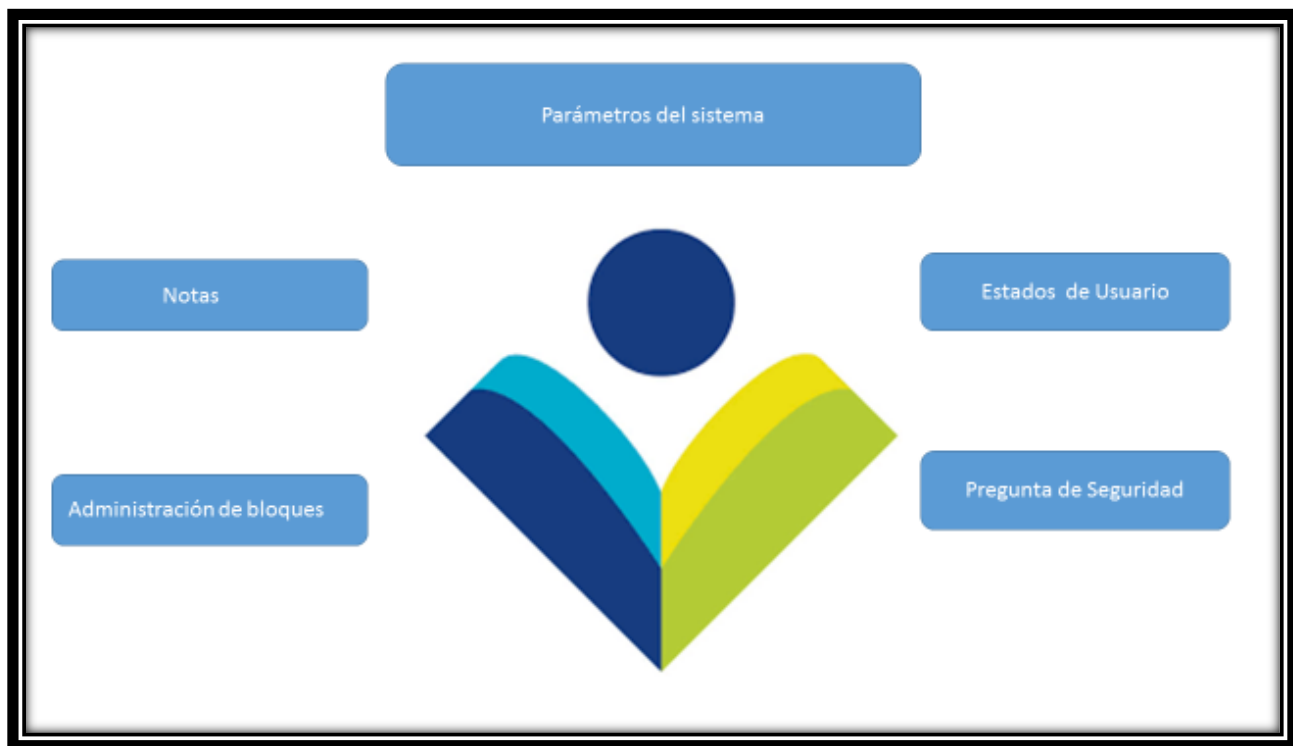 Parámetros del sistema
Notas
Estados de Usuario
Administración de bloques
Pregunta de Seguridad